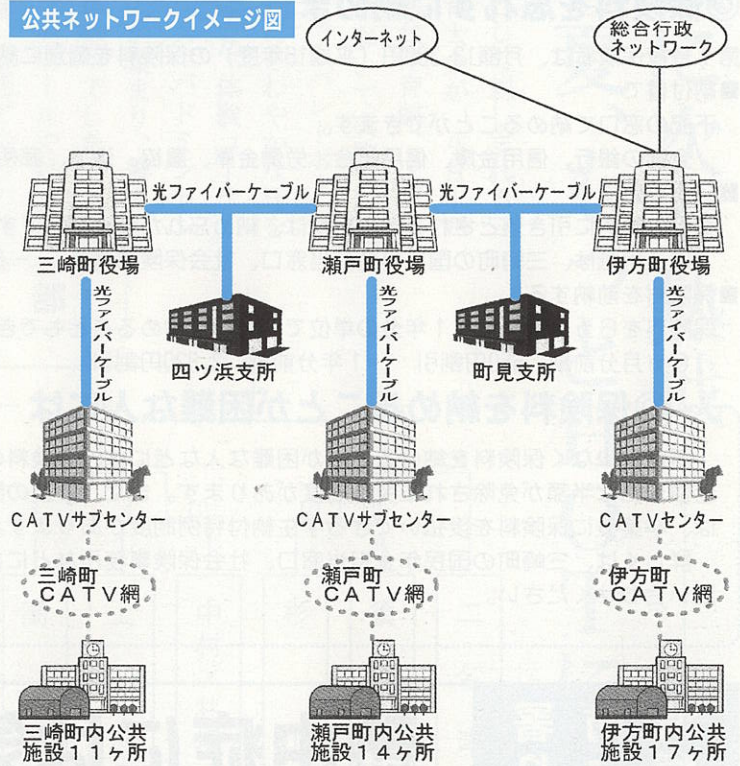 公共ネットワークイメージ図
インターネット
総合行政
ネットワーク
光ファイバーケーブル
光ファイバーケーブル
三崎町役場
瀬戸町役場
伊方町役場
光ファイバーケーブル
光ファイバーケーブル
光ファイバーケーブル
四ツ浜支所
町見支所
CATVサブセンター
CATVサブセンター
CATVセンター
三崎町
CATV網
瀬戸町
CATV網
伊方町
CATV網
三崎町内公共
施設11ヶ所
瀬戸町内公共
施設14ヶ所
伊方町内公共
施設17ヶ所